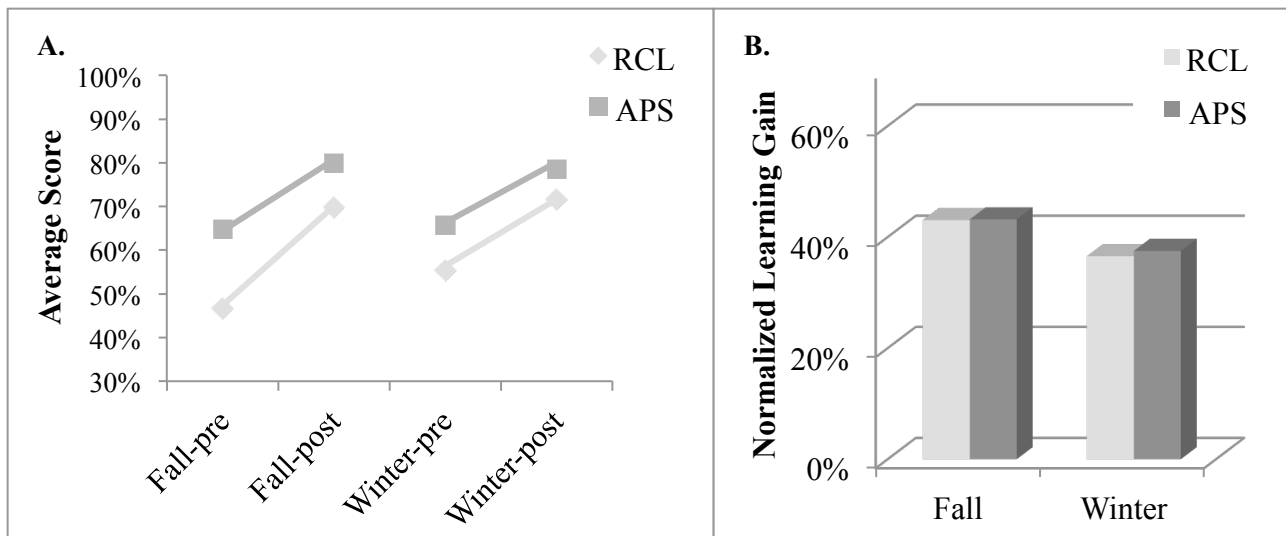 A.
Average Score
100%
90%
80%
70%
60%
50%
40%
30%
Fall-pre
Fall-post
Winter-pre
Winter-post
RCL
APS
B.
Normalized Learning Gain
60%
40%
20%
0%
Fall
Winter
RCL
APS